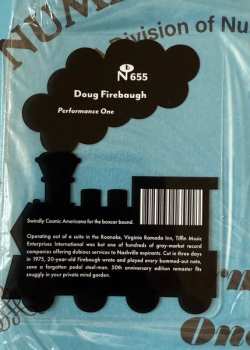 NUM
Division of Nu
N 655
Doug Firebaugh
Performance One
Swirdly Cosmic Americana for the boxcar bound.
Operating out of a suite in the Roanoke, Virginia Ramada Inn, Tiffin Music
Enterprises International was but one of hundreds of gray-market record
companies offering dubious services to Nashville aspirants. Cut in three days
in 1975, 20-year-old Firebaugh wrote and played every bummed-out note,
save a forgotten pedal steel-man. 50th anniversary edition remaster fits
snuggly in your private mind garden.
On